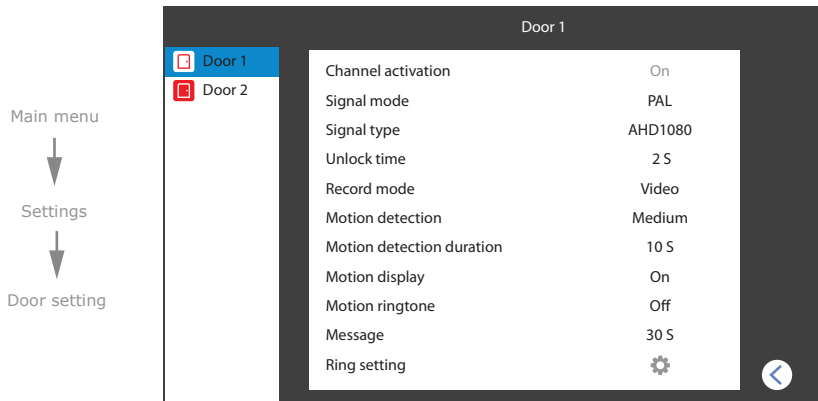 Main menu
Settings
Door setting
Door 1
Door 1
Door 2
Channel activation On
Signal mode PAL
Signal type AHD1080
Unlock time 2 S
Record mode Video
Motion detection Medium
Motion detection duration 10 S
Motion display On
Motion ringtone Off
Message 30 S
Ring setting